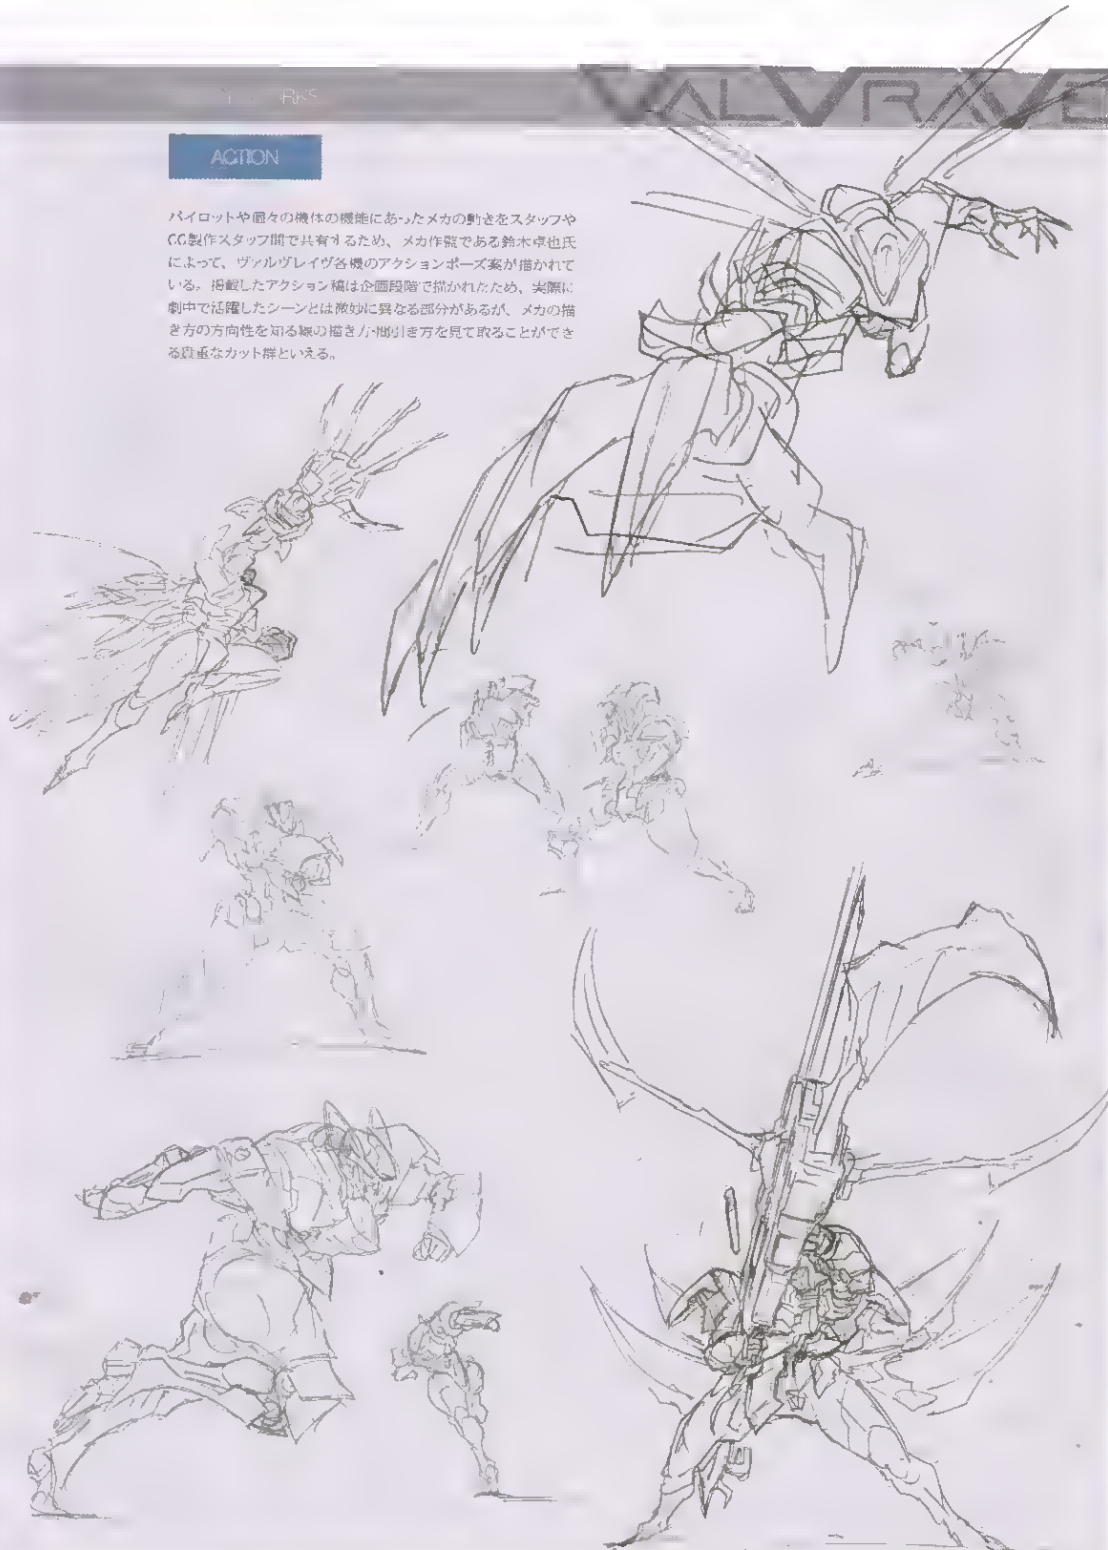 VALVRAVE
ACTION
パイロットや個々の機体の機能にあったメカの動きをスタッフや
CG製作スタッフ間で共有するため、メカ作監である鈴木卓也氏
によって、ヴァルヴレイヴ各機のアクションポーズ案が描かれて
いる。掲載したアクション稿は企画段階で描かれたため、実際に
劇中で活躍したシーンとは微妙に異なる部分があるが、メカの描
き方の方向性を知る線の描き方・間引き方を見て取ることができ
る貴重なカット群といえる。